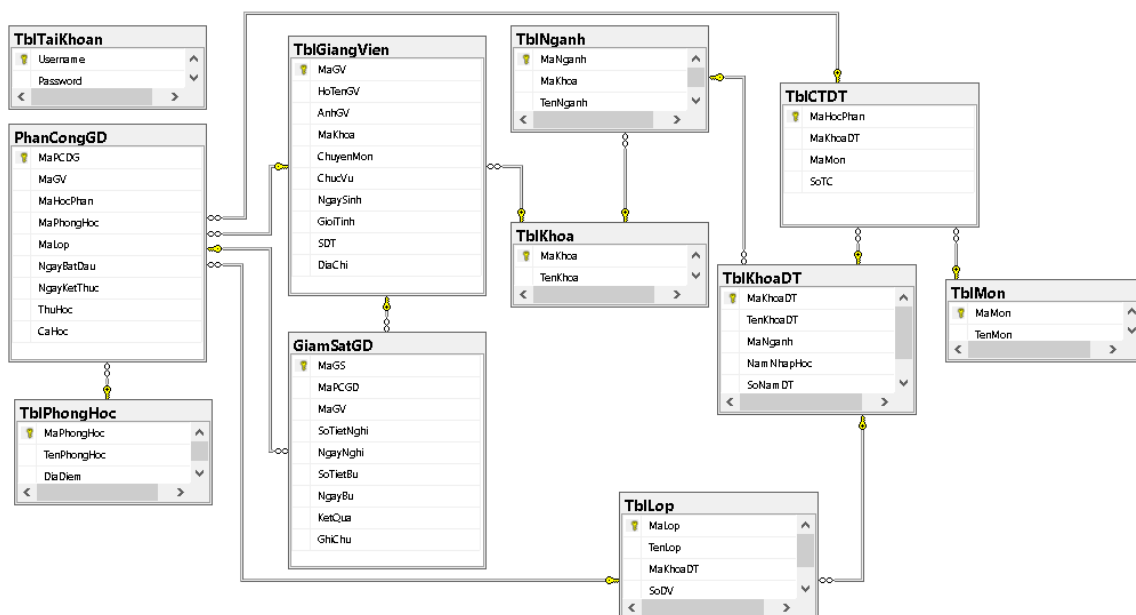 TblTaiKhoan
Username
Password
PhanCongGD
MaPCDG
MaGV
MaHocPhan
MaPhongHoc
MaLop
NgayBatDau
NgayKetThuc
ThuHoc
CaHoc
TblPhongHoc
MaPhongHoc
TenPhongHoc
DiaDiem
TblGiangVien
MaGV
HoTenGV
AnhGV
MaKhoa
ChuyenMon
ChucVu
NgaySinh
GioiTinh
SDT
DiaChi
GiamSatGD
MaGS
MaPCGD
MaGV
SoTietNghi
NgayNghi
SoTietBu
NgayBu
KetQua
GhiChu
TblNganh
MaNganh
MaKhoa
TenNganh
TblKhoa
MaKhoa
TenKhoa
TblCTDT
MaHocPhan
MaKhoaDT
MaMon
SoTC
TblKhoaDT
MaKhoaDT
TenKhoaDT
MaNganh
NamNhapHoc
SoNamDT
TblMon
MaMon
TenMon
TblLop
MaLop
TenLop
MaKhoaDT
SoDV